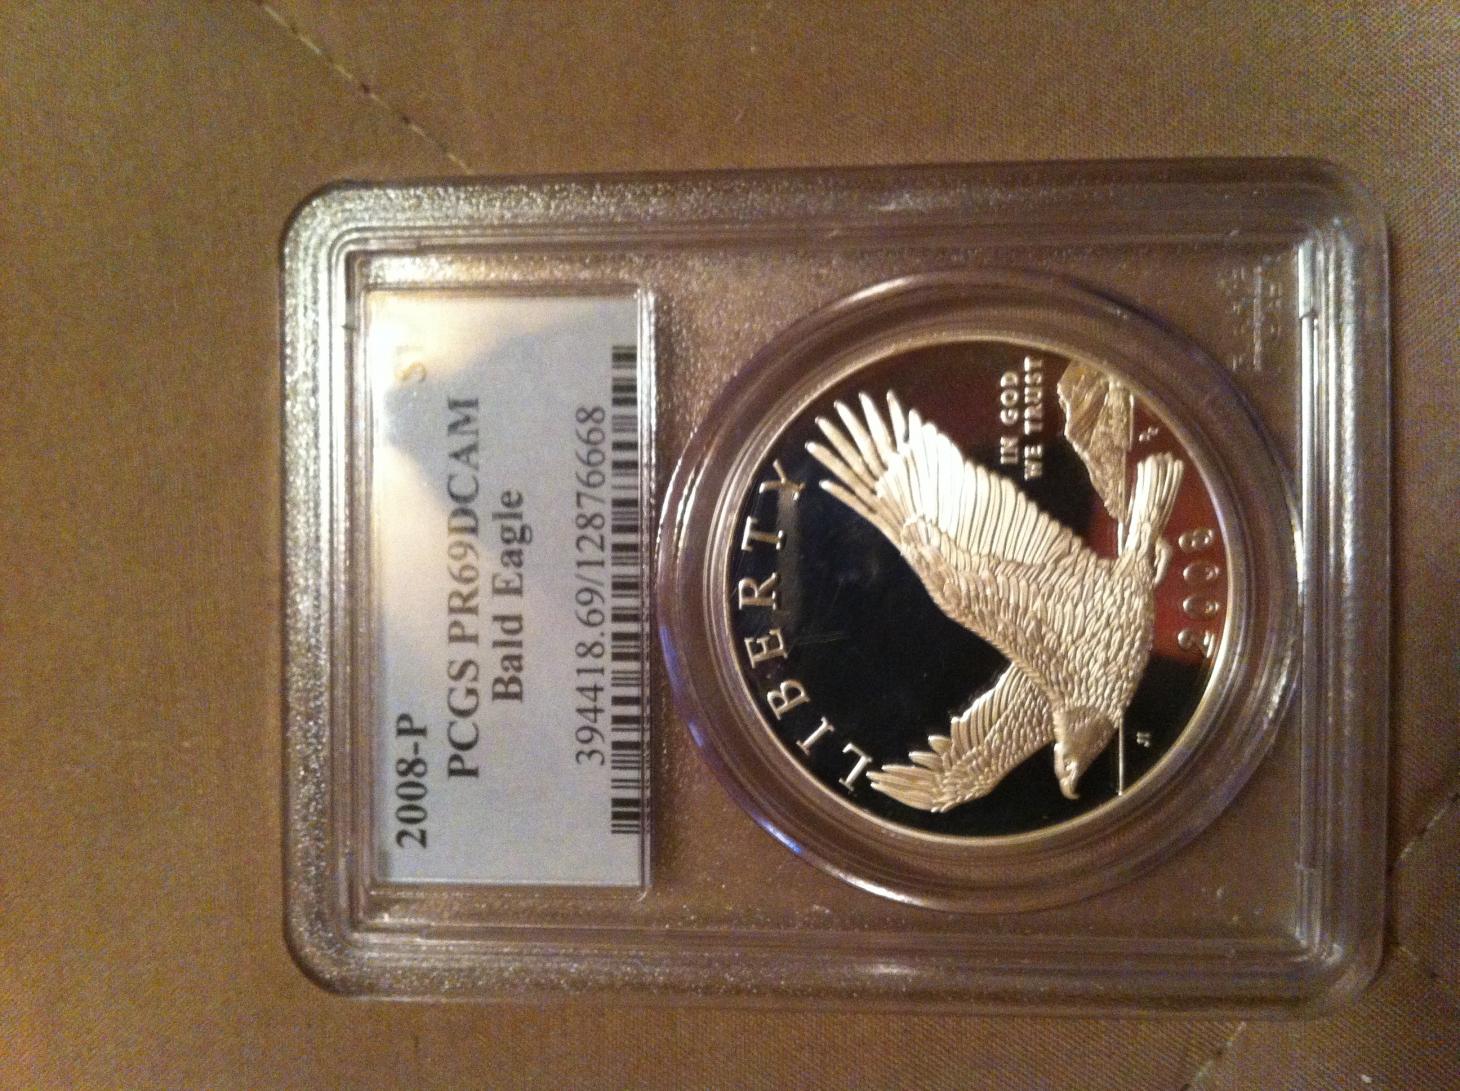 2008-P $1
PCGS PR69DCAM
Bald Eagle
394418.69/12876668
LIBERTY
IN GOD
WE TRUST
2008